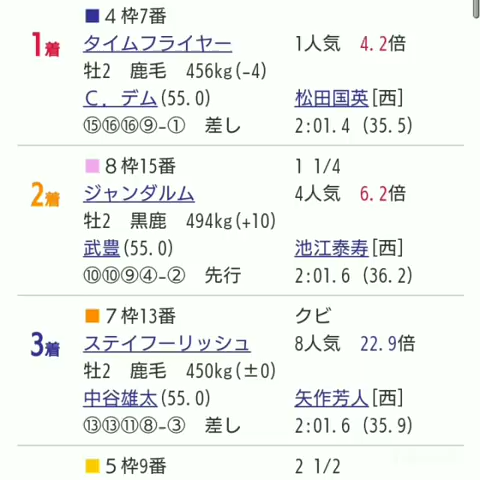 ■4枠7番
1着 タイムフライヤー 1人気 4.2倍
牡2 鹿毛 456kg(-4)
C．デム(55.0) 松田国英[西]
⑮⑯⑯⑨-① 差し 2:01.4 (35.5)
■8枠15番 1 1/4
2着 ジャンダルム 4人気 6.2倍
牡2 黒鹿 494kg(+10)
武豊(55.0) 池江泰寿[西]
⑩⑩⑨④-② 先行 2:01.6 (36.2)
■7枠13番 クビ
3着 ステイフーリッシュ 8人気 22.9倍
牡2 鹿毛 450kg(±0)
中谷雄太(55.0) 矢作芳人[西]
⑬⑬⑪⑧-③ 差し 2:01.6 (35.9)
■5枠9番 2 1/2